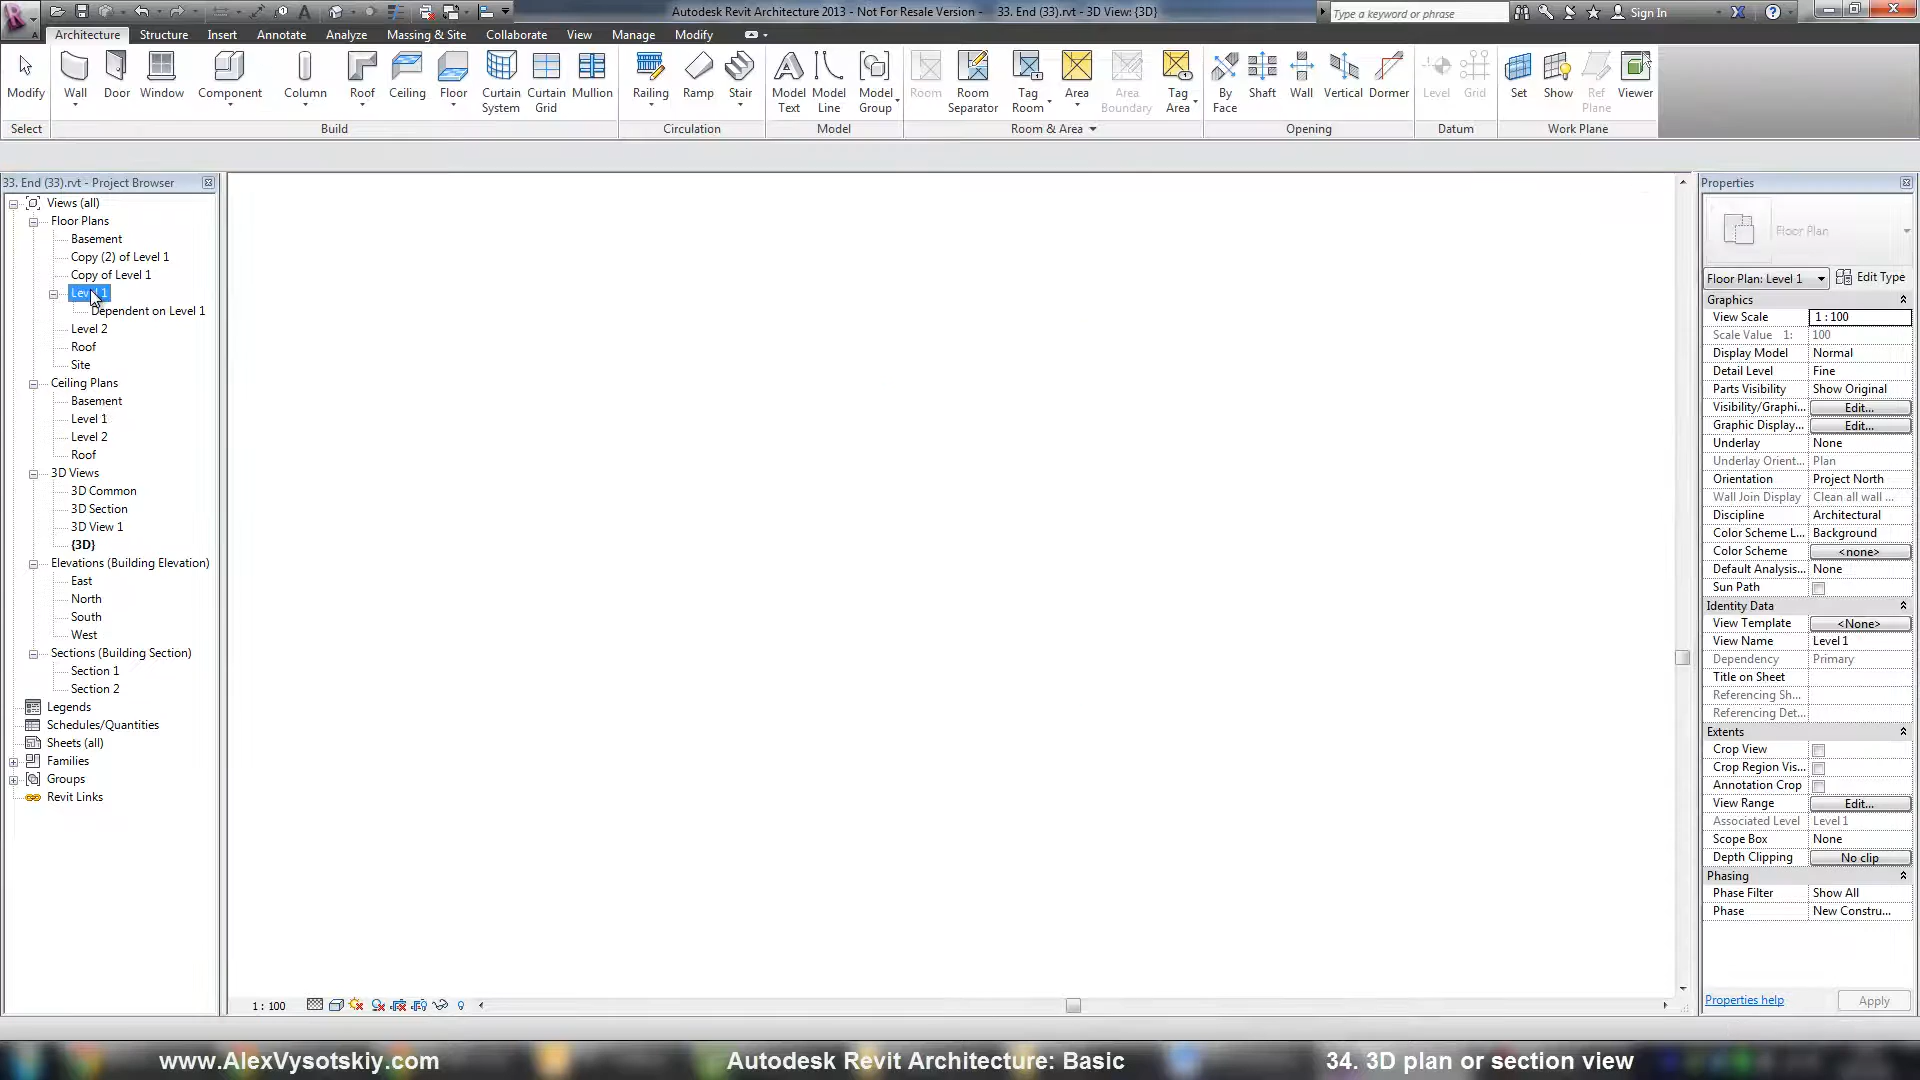 Autodesk Revit Architecture 2013 - Not For Resale Version - 33. End (33).rvt - 3D View: {3D}
Type a keyword or phrase
Sign In
Architecture Structure Insert Annotate Analyze Massing & Site Collaborate View Manage Modify
Modify Wall Door Window Component Column Roof Ceiling Floor Curtain System Curtain Grid Mullion Railing Ramp Stair Model Text Model Line Model Group Room Room Separator Tag Room Area Area Boundary Tag Area By Face Shaft Wall Vertical Dormer Level Grid Set Show Ref Plane Viewer
Select Build Circulation Model Room & Area Opening Datum Work Plane
33. End (33).rvt - Project Browser
Views (all)
Floor Plans
Basement
Copy (2) of Level 1
Copy of Level 1
Level 1
Dependent on Level 1
Level 2
Roof
Site
Ceiling Plans
Basement
Level 1
Level 2
Roof
3D Views
3D Common
3D Section
3D View 1
{3D}
Elevations (Building Elevation)
East
North
South
West
Sections (Building Section)
Section 1
Section 2
Legends
Schedules/Quantities
Sheets (all)
Families
Groups
Revit Links
1 : 100
Properties
Floor Plan
Floor Plan: Level 1 Edit Type
Graphics
View Scale 1 : 100
Scale Value 1: 100
Display Model Normal
Detail Level Fine
Parts Visibility Show Original
Visibility/Graphi... Edit...
Graphic Display... Edit...
Underlay None
Underlay Orient... Plan
Orientation Project North
Wall Join Display Clean all wall ...
Discipline Architectural
Color Scheme L... Background
Color Scheme <none>
Default Analysis... None
Sun Path
Identity Data
View Template <None>
View Name Level 1
Dependency Primary
Title on Sheet
Referencing Sh...
Referencing Det...
Extents
Crop View
Crop Region Vis...
Annotation Crop
View Range Edit...
Associated Level Level 1
Scope Box None
Depth Clipping No clip
Phasing
Phase Filter Show All
Phase New Constru...
Properties help Apply
www.AlexVysotskiy.com Autodesk Revit Architecture: Basic 34. 3D plan or section view